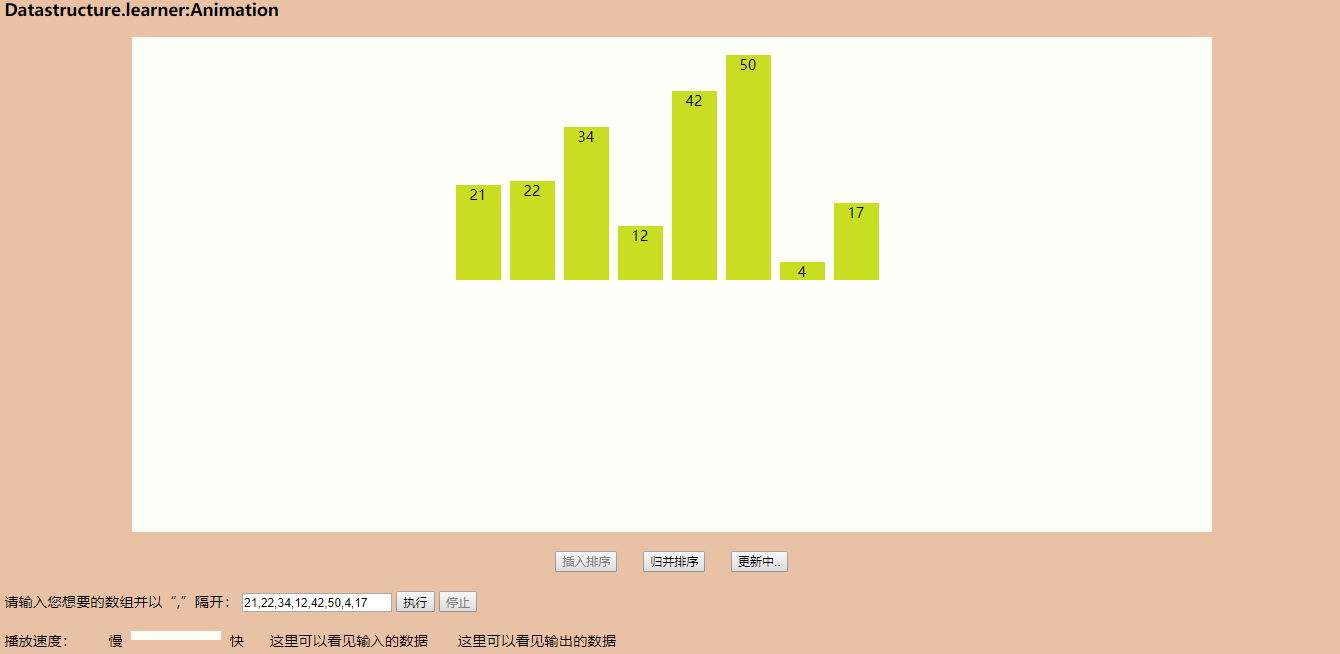 Datastructure.learner:Animation
50
42
34
21 22 17
12
4
插入排序 归并排序 更新中..
请输入您想要的数组并以“,”隔开: 21,22,34,12,42,50,4,17 执行 停止
播放速度: 慢 快 这里可以看见输入的数据 这里可以看见输出的数据